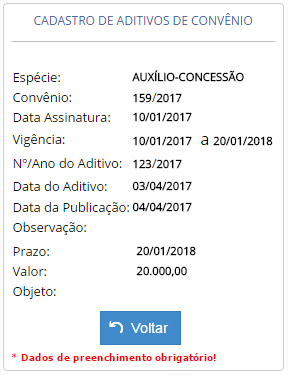 CADASTRO DE ADITIVOS DE CONVÊNIO
Espécie: AUXÍLIO-CONCESSÃO
Convênio: 159/2017
Data Assinatura: 10/01/2017
Vigência: 10/01/2017 a 20/01/2018
Nº/Ano do Aditivo: 123/2017
Data do Aditivo: 03/04/2017
Data da Publicação: 04/04/2017
Observação:
Prazo: 20/01/2018
Valor: 20.000,00
Objeto:
Voltar
* Dados de preenchimento obrigatório!